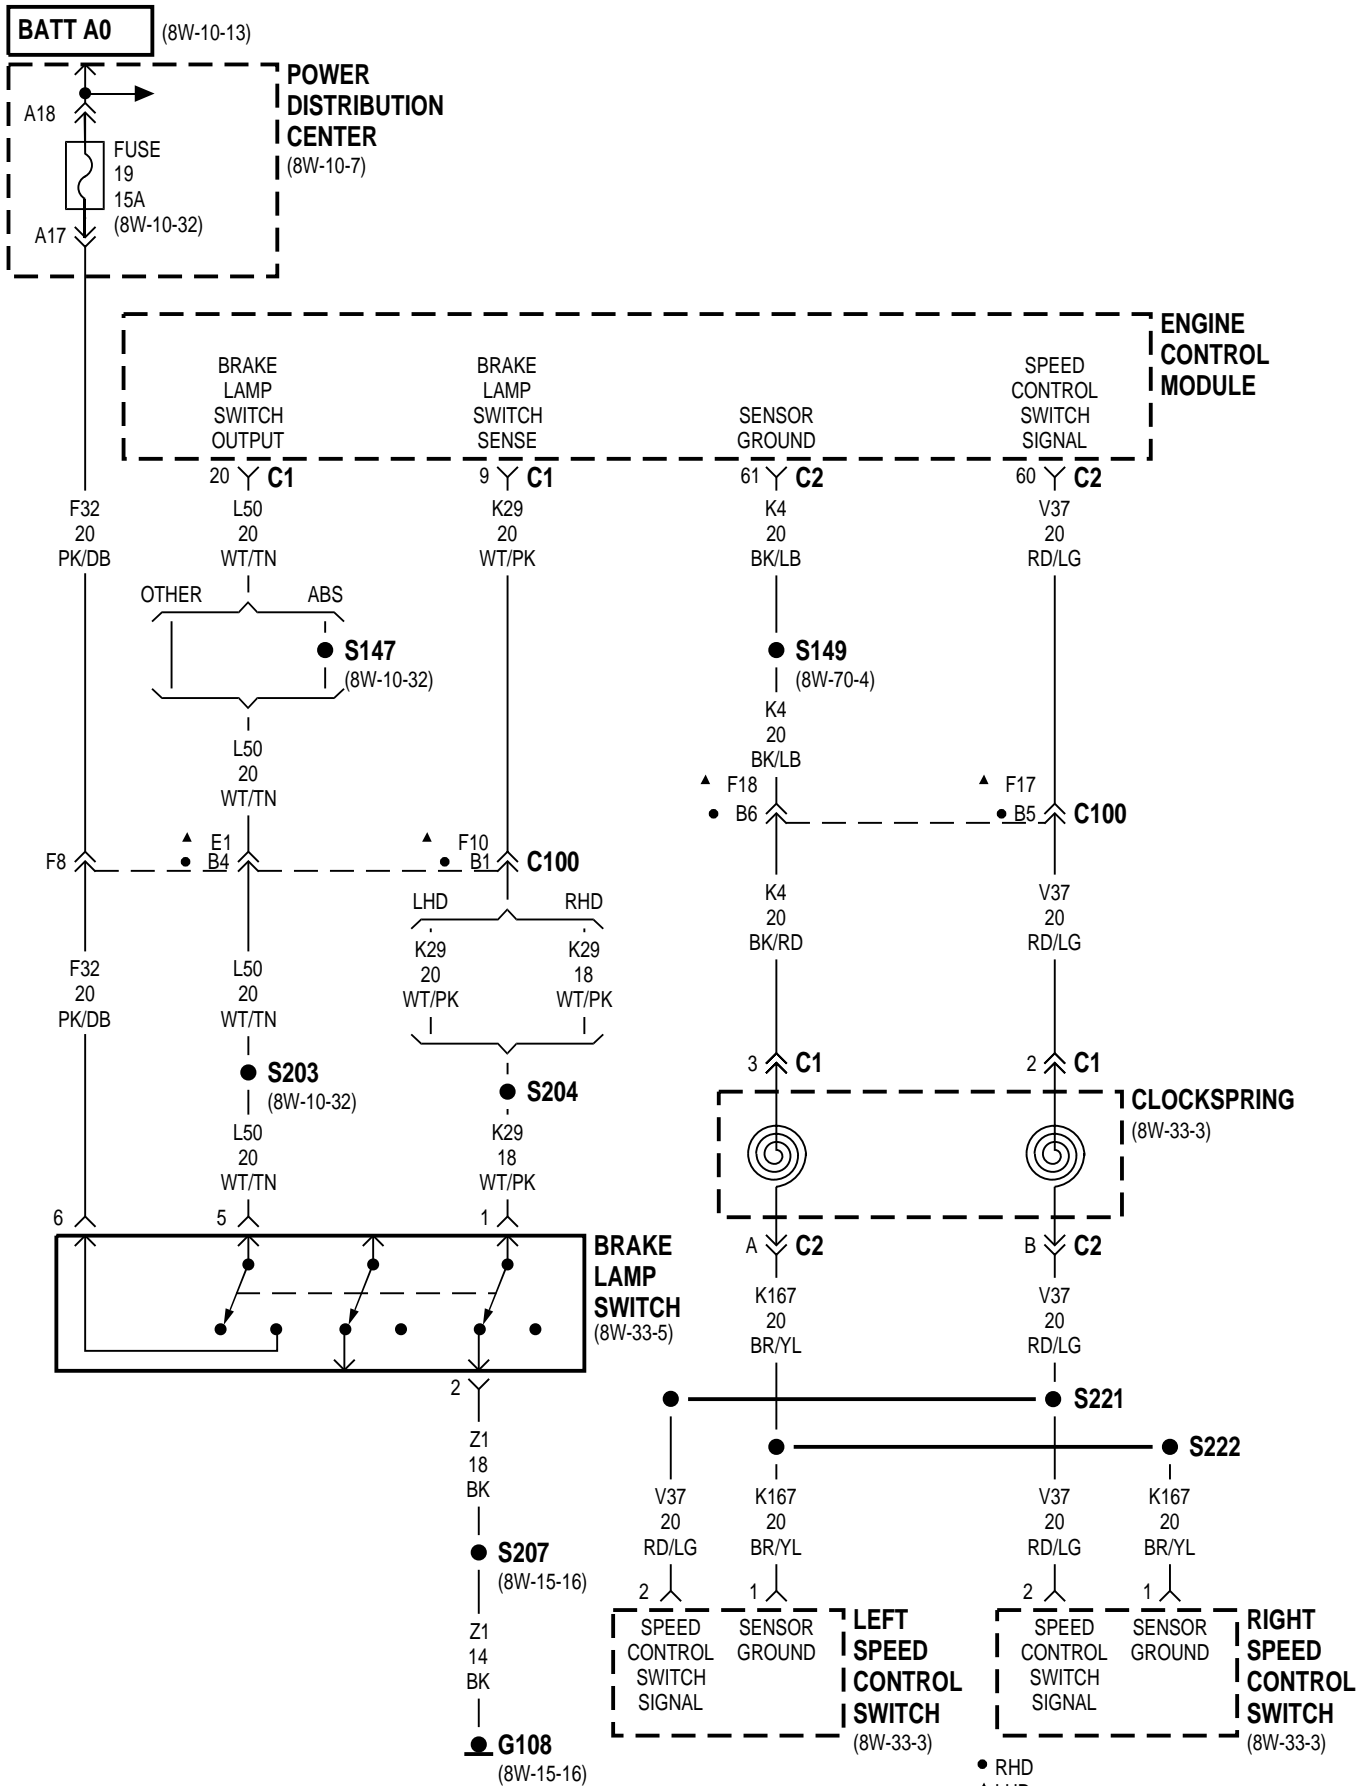 BATT A0 (8W-10-13)
POWER
DISTRIBUTION
CENTER
(8W-10-7)
A18
FUSE
19
15A
(8W-10-32)
A17
ENGINE
CONTROL
MODULE
BRAKE
LAMP
SWITCH
OUTPUT
BRAKE
LAMP
SWITCH
SENSE
SENSOR
GROUND
SPEED
CONTROL
SWITCH
SIGNAL
20 C1
9 C1
61 C2
60 C2
F32
20
PK/DB
L50
20
WT/TN
K29
20
WT/PK
K4
20
BK/LB
V37
20
RD/LG
OTHER ABS
S147
(8W-10-32)
S149
(8W-70-4)
L50
20
WT/TN
K4
20
BK/LB
▲ F18
● B6
▲ F17
● B5 C100
F8
▲ E1
● B4
▲ F10
● B1 C100
LHD RHD
K29
20
WT/PK
K29
18
WT/PK
K4
20
BK/RD
V37
20
RD/LG
F32
20
PK/DB
L50
20
WT/TN
S203
(8W-10-32)
S204
3 C1
2 C1
CLOCKSPRING
(8W-33-3)
L50
20
WT/TN
K29
18
WT/PK
6 5 1
BRAKE
LAMP
SWITCH
(8W-33-5)
A C2
B C2
K167
20
BR/YL
V37
20
RD/LG
2
S221
S222
Z1
18
BK
V37
20
RD/LG
K167
20
BR/YL
V37
20
RD/LG
K167
20
BR/YL
S207
(8W-15-16)
2 1 2 1
SPEED
CONTROL
SWITCH
SIGNAL
SENSOR
GROUND
LEFT
SPEED
CONTROL
SWITCH
(8W-33-3)
SPEED
CONTROL
SWITCH
SIGNAL
SENSOR
GROUND
RIGHT
SPEED
CONTROL
SWITCH
(8W-33-3)
Z1
14
BK
G108
(8W-15-16)
● RHD